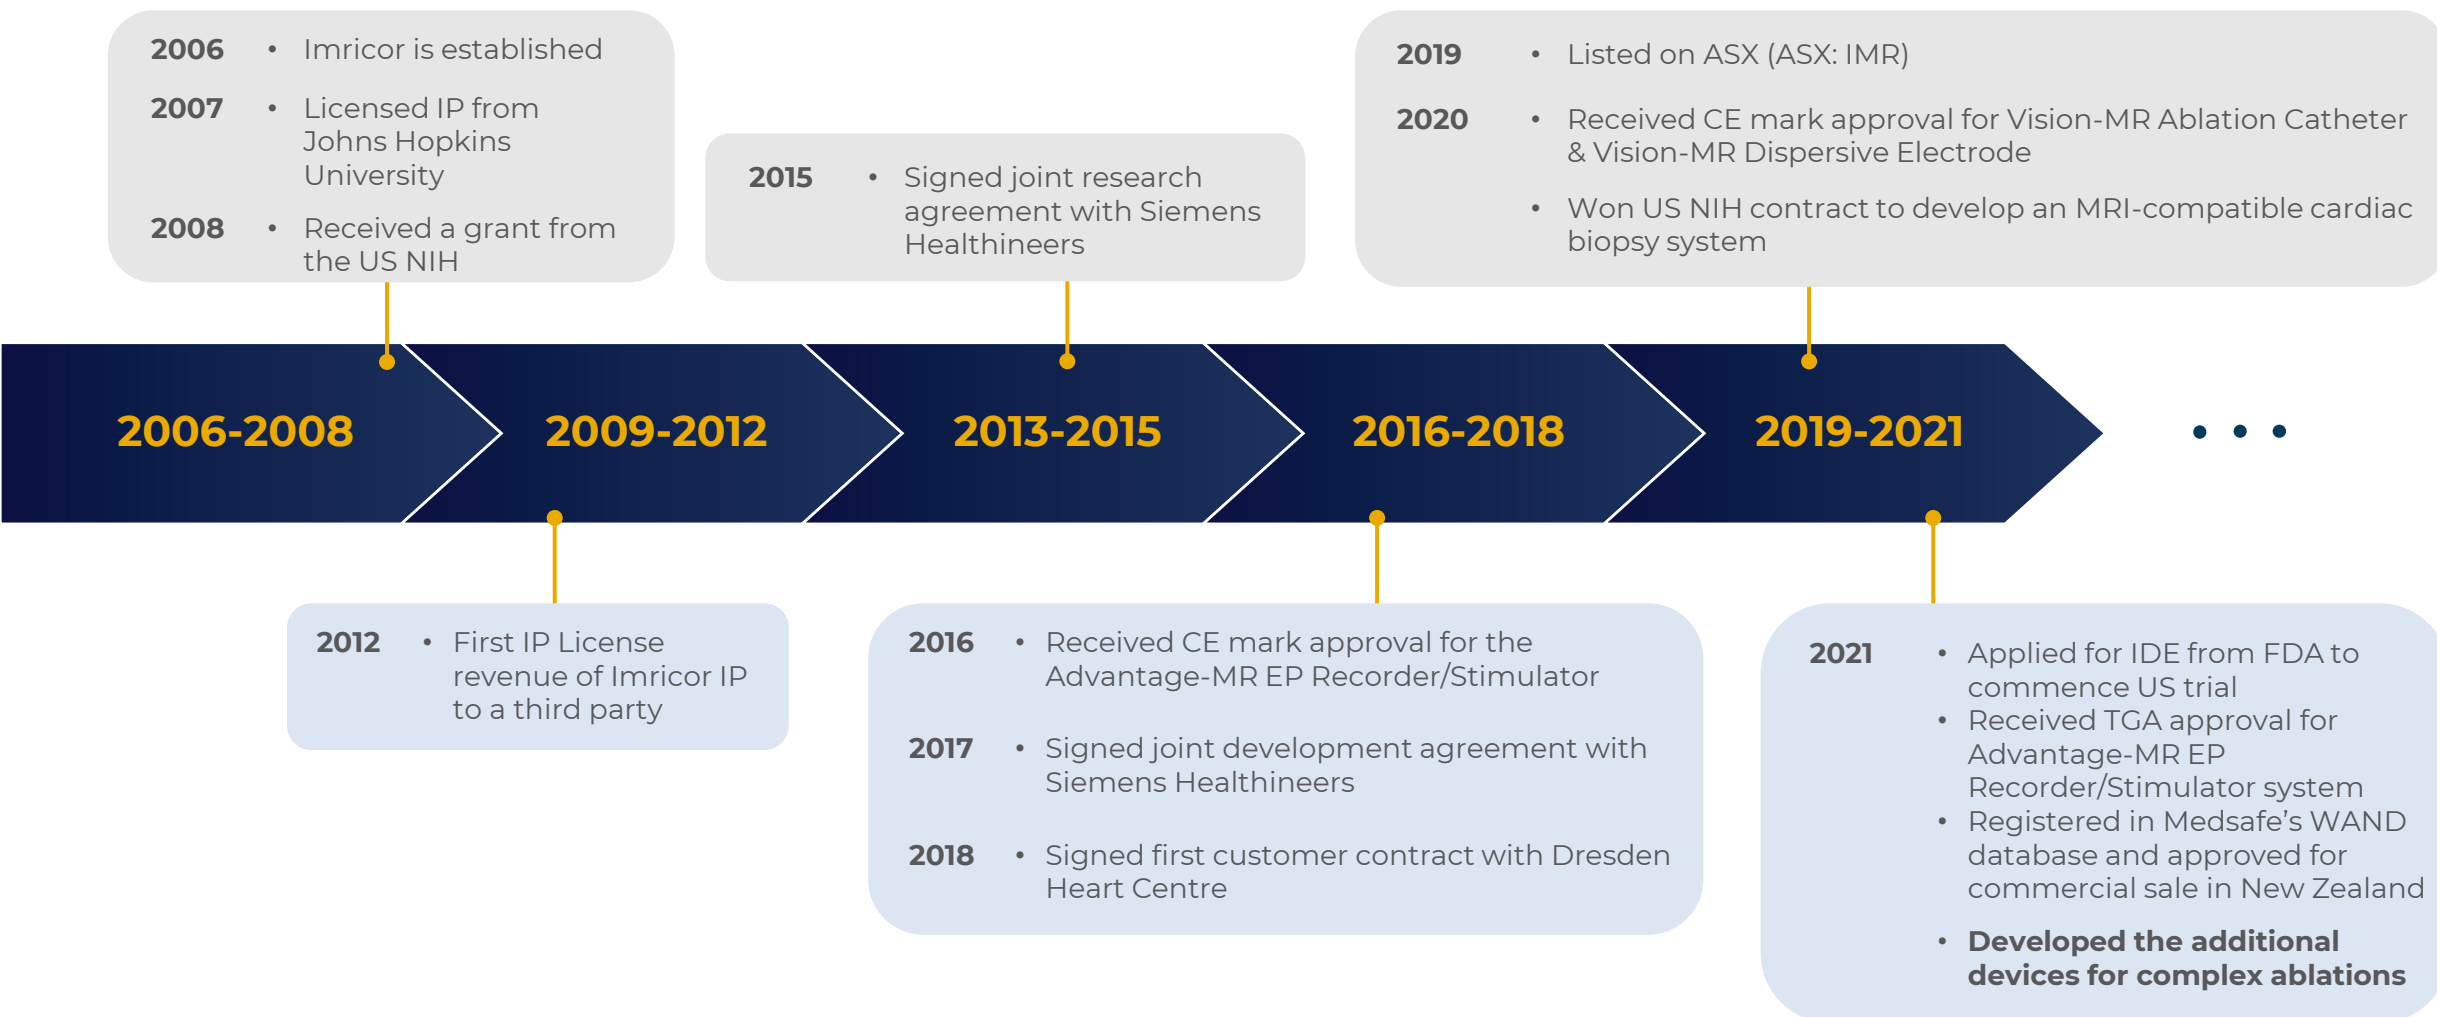 2006 • Imricor is established
2007 • Licensed IP from
Johns Hopkins
University
2008 • Received a grant from
the US NIH
2015 • Signed joint research
agreement with Siemens
Healthineers
2019 • Listed on ASX (ASX: IMR)
2020 • Received CE mark approval for Vision-MR Ablation Catheter
& Vision-MR Dispersive Electrode
• Won US NIH contract to develop an MRI-compatible cardiac
biopsy system
2006-2008
2009-2012
2013-2015
2016-2018
2019-2021
• • •
2012 • First IP License
revenue of Imricor IP
to a third party
2016 • Received CE mark approval for the
Advantage-MR EP Recorder/Stimulator
2017 • Signed joint development agreement with
Siemens Healthineers
2018 • Signed first customer contract with Dresden
Heart Centre
2021 • Applied for IDE from FDA to
commence US trial
• Received TGA approval for
Advantage-MR EP
Recorder/Stimulator system
• Registered in Medsafe’s WAND
database and approved for
commercial sale in New Zealand
• Developed the additional
devices for complex ablations